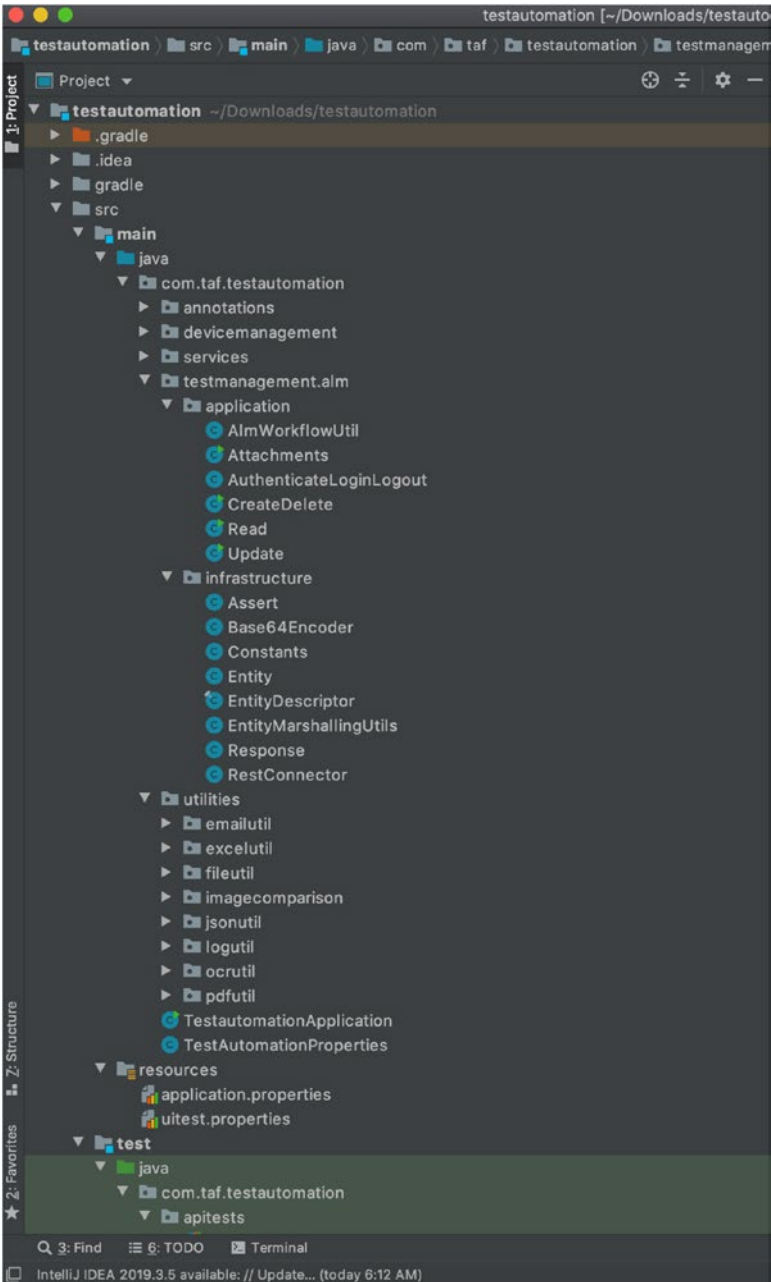 testautomation [~/Downloads/testauto
testautomation src main java com taf testautomation testmanagem
Project
1: Project
testautomation ~/Downloads/testautomation
.gradle
.idea
gradle
src
main
java
com.taf.testautomation
annotations
devicemanagement
services
testmanagement.alm
application
AlmWorkflowUtil
Attachments
AuthenticateLoginLogout
CreateDelete
Read
Update
infrastructure
Assert
Base64Encoder
Constants
Entity
EntityDescriptor
EntityMarshallingUtils
Response
RestConnector
utilities
emailutil
excelutil
fileutil
imagecomparison
jsonutil
logutil
ocrutil
pdfutil
TestautomationApplication
TestAutomationProperties
resources
application.properties
uitest.properties
test
java
com.taf.testautomation
apitests
Z: Structure
2: Favorites
3: Find 6: TODO Terminal
IntelliJ IDEA 2019.3.5 available: // Update... (today 6:12 AM)